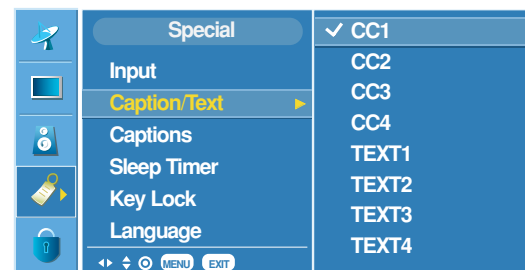 Special
Input
Caption/Text
Captions
Sleep Timer
Key Lock
Language
MENU EXIT
CC1
CC2
CC3
CC4
TEXT1
TEXT2
TEXT3
TEXT4